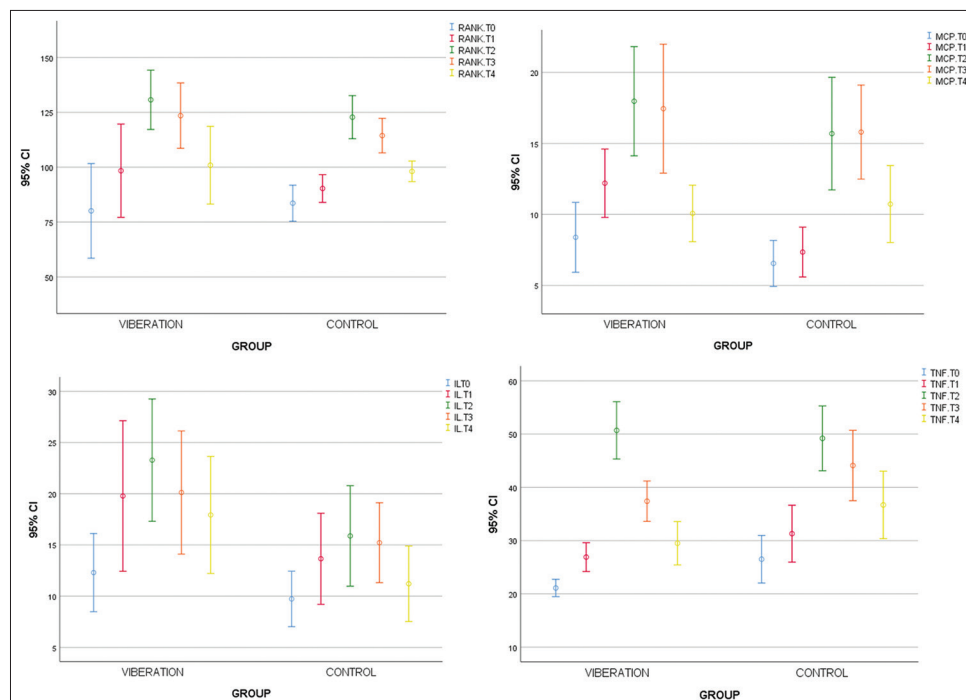 RANK.T0
RANK.T1
RANK.T2
RANK.T3
RANK.T4
150
125
100
75
50
95% CI
VIBERATION CONTROL
GROUP
MCP.T0
MCP.T1
MCP.T2
MCP.T3
MCP.T4
20
15
10
5
95% CI
VIBERATION CONTROL
GROUP
ILT0
IL.T1
IL.T2
IL.T3
IL.T4
30
25
20
15
10
5
95% CI
VIBERATION CONTROL
GROUP
TNF.T0
TNF.T1
TNF.T2
TNF.T3
TNF.T4
60
50
40
30
20
10
95% CI
VIBERATION CONTROL
GROUP